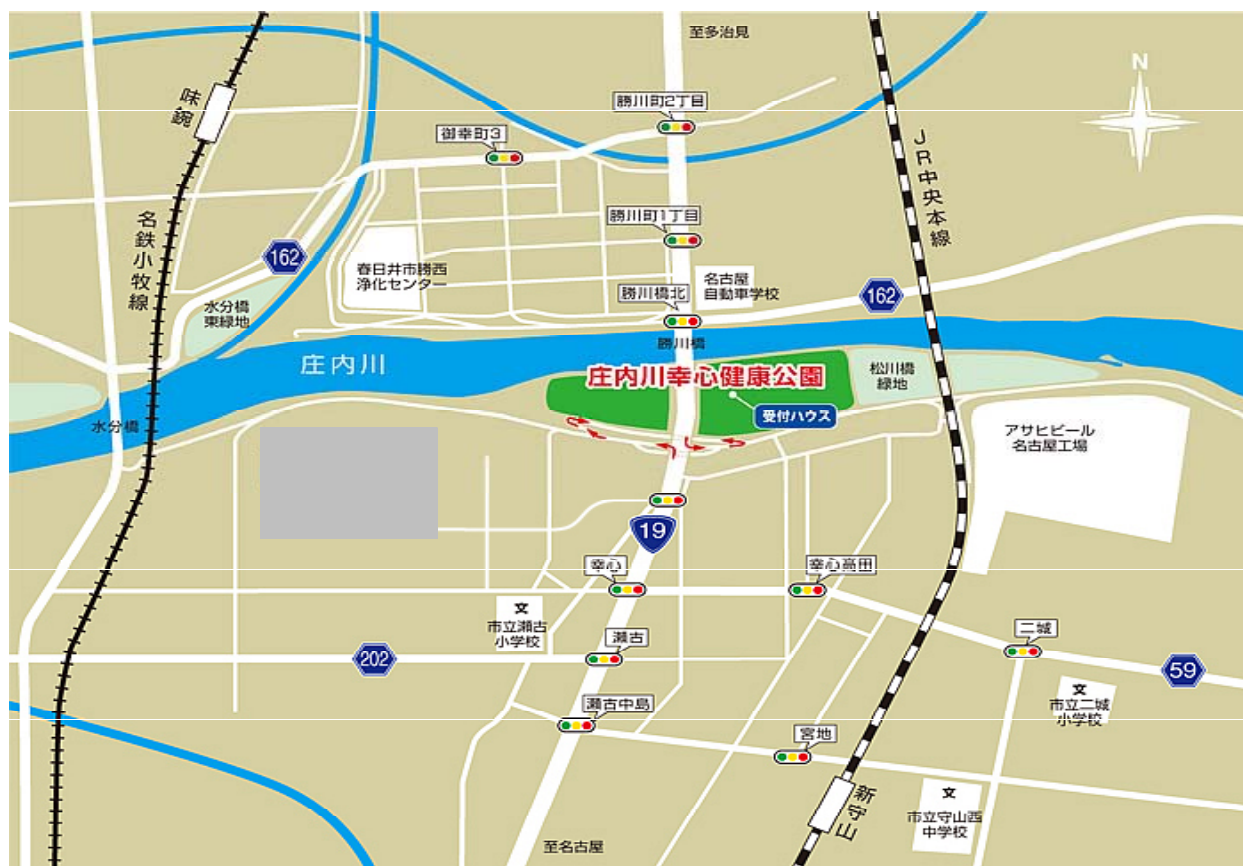 至多治見
N
味鋺
勝川町2丁目
御幸町3
JR中央本線
名鉄小牧線
勝川町1丁目
162
春日井市勝西
浄化センター
名古屋
自動車学校
水分橋
東緑地
勝川橋北
162
勝川橋
庄内川
庄内川幸心健康公園
松川橋
緑地
受付ハウス
水分橋
アサヒビール
名古屋工場
19
幸心
幸心高田
文
市立瀬古
小学校
瀬古
二城
202
59
文
市立二城
小学校
瀬古中島
宮地
新守山
文
市立守山西
中学校
至名古屋